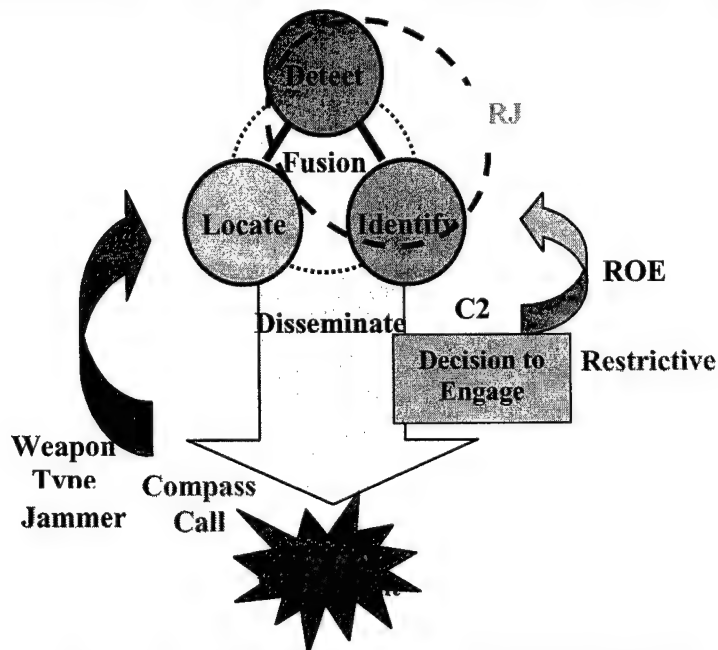 Detect
RJ
Fusion
Locate
Identify
ROE
C2
Disseminate
Decision to
Engage
Restrictive
Weapon
Type
Jammer
Compass
Call